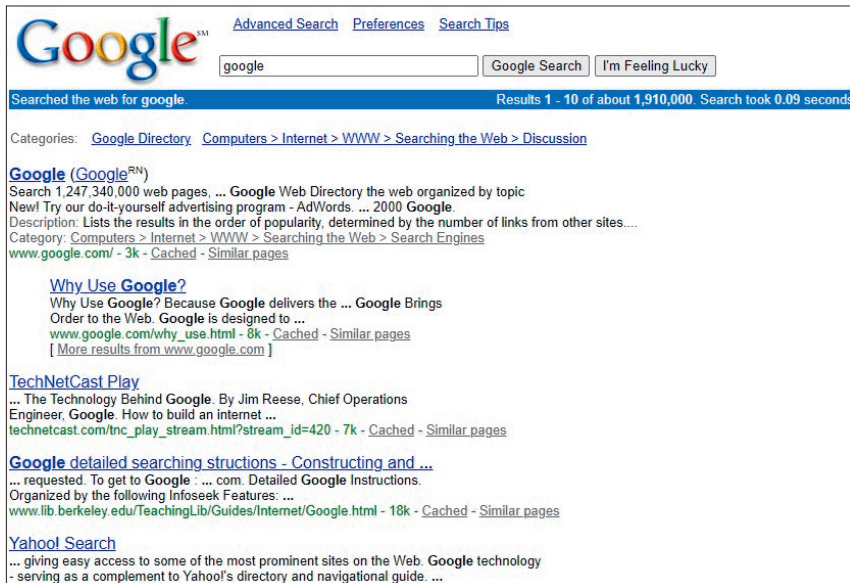 Google SM
Advanced Search Preferences Search Tips
google Google Search I'm Feeling Lucky
Searched the web for google. Results 1 - 10 of about 1,910,000. Search took 0.09 seconds
Categories: Google Directory Computers > Internet > WWW > Searching the Web > Discussion
Google (GoogleRN)
Search 1,247,340,000 web pages, ... Google Web Directory the web organized by topic
New! Try our do-it-yourself advertising program - AdWords. ... 2000 Google.
Description: Lists the results in the order of popularity, determined by the number of links from other sites....
Category: Computers > Internet > WWW > Searching the Web > Search Engines
www.google.com/ - 3k - Cached - Similar pages
Why Use Google?
Why Use Google? Because Google delivers the ... Google Brings
Order to the Web. Google is designed to ...
www.google.com/why_use.html - 8k - Cached - Similar pages
[ More results from www.google.com ]
TechNetCast Play
... The Technology Behind Google. By Jim Reese, Chief Operations
Engineer, Google. How to build an internet ...
technetcast.com/tnc_play_stream.html?stream_id=420 - 7k - Cached - Similar pages
Google detailed searching structions - Constructing and ...
... requested. To get to Google : ... com. Detailed Google Instructions.
Organized by the following Infoseek Features: ...
www.lib.berkeley.edu/TeachingLib/Guides/Internet/Google.html - 18k - Cached - Similar pages
Yahoo! Search
... giving easy access to some of the most prominent sites on the Web. Google technology
- serving as a complement to Yahoo!'s directory and navigational guide. ...